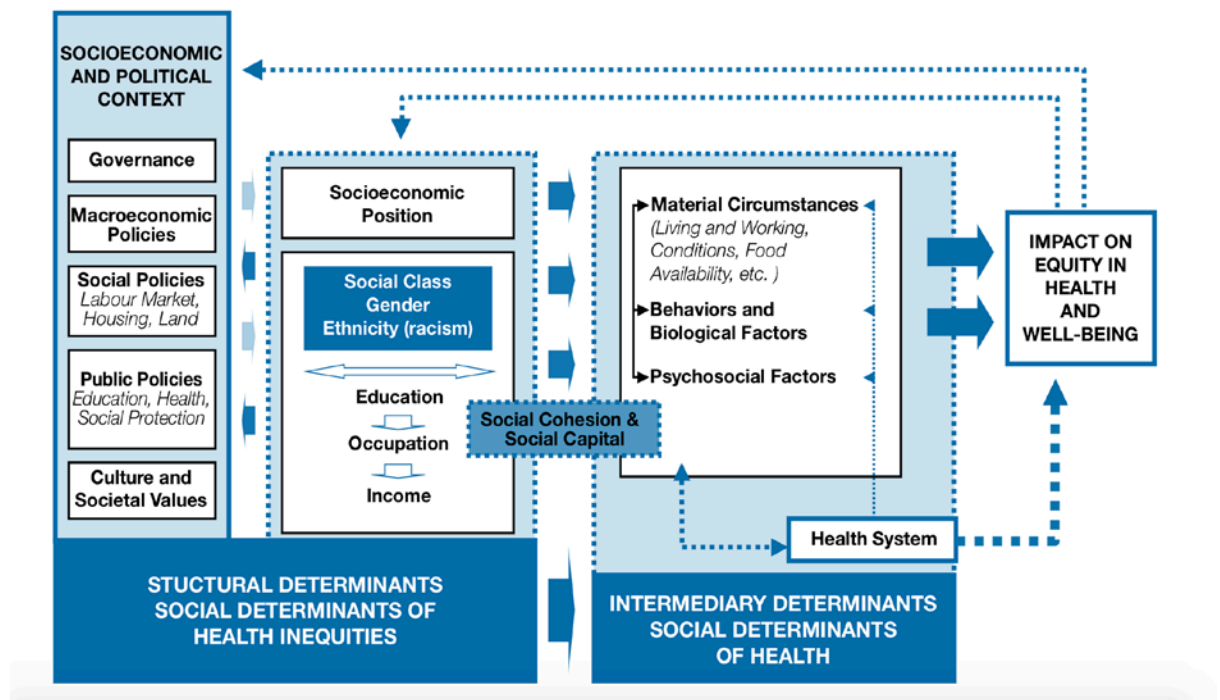 SOCIOECONOMIC
AND POLITICAL
CONTEXT
Governance
Macroeconomic
Policies
Social Policies
Labour Market,
Housing, Land
Public Policies
Education, Health,
Social Protection
Culture and
Societal Values
Socioeconomic
Position
Social Class
Gender
Ethnicity (racism)
Education
Occupation
Income
Social Cohesion &
Social Capital
Material Circumstances
(Living and Working,
Conditions, Food
Availability, etc. )
Behaviors and
Biological Factors
Psychosocial Factors
Health System
IMPACT ON
EQUITY IN
HEALTH
AND
WELL-BEING
STUCTURAL DETERMINANTS
SOCIAL DETERMINANTS OF
HEALTH INEQUITIES
INTERMEDIARY DETERMINANTS
SOCIAL DETERMINANTS
OF HEALTH